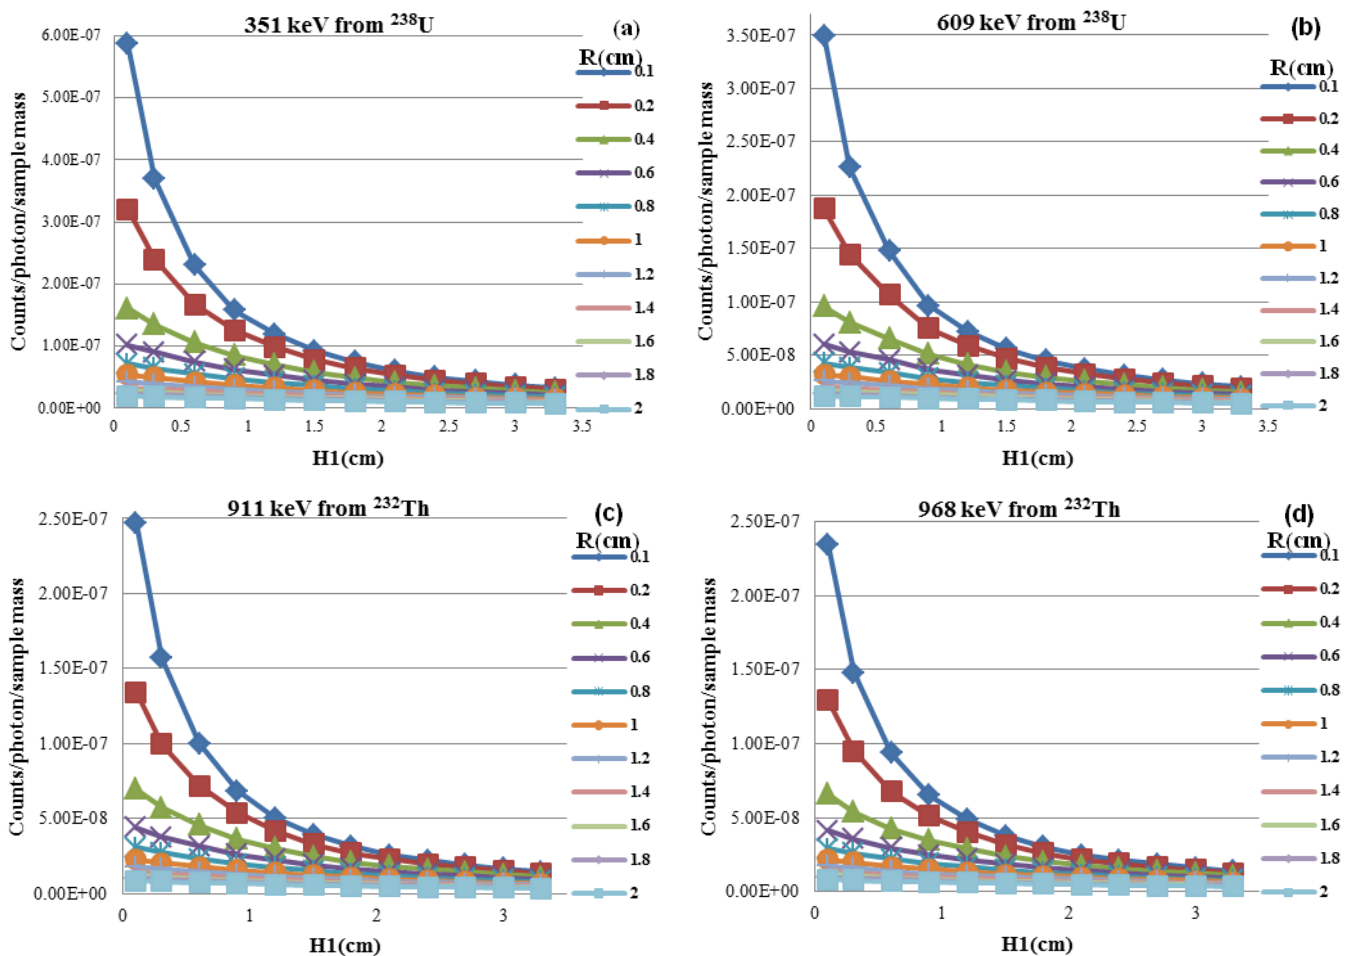 351 keV from ²³⁸U
(a)
R(cm)
0.1
0.2
0.4
0.6
0.8
1
1.2
1.4
1.6
1.8
2
Counts/photon/sample mass
6.00E-07
5.00E-07
4.00E-07
3.00E-07
2.00E-07
1.00E-07
0.00E+00
0 0.5 1 1.5 2 2.5 3 3.5
H1(cm)
609 keV from ²³⁸U
(b)
R(cm)
0.1
0.2
0.4
0.6
0.8
1
1.2
1.4
1.6
1.8
2
Counts/photon/sample mass
3.50E-07
3.00E-07
2.50E-07
2.00E-07
1.50E-07
1.00E-07
5.00E-08
0.00E+00
0 0.5 1 1.5 2 2.5 3 3.5
H1(cm)
911 keV from ²³²Th
(c)
R(cm)
0.1
0.2
0.4
0.6
0.8
1
1.2
1.4
1.6
1.8
2
Counts/photon/sample mass
2.50E-07
2.00E-07
1.50E-07
1.00E-07
5.00E-08
0.00E+00
0 1 2 3
H1(cm)
968 keV from ²³²Th
(d)
R(cm)
0.1
0.2
0.4
0.6
0.8
1
1.2
1.4
1.6
1.8
2
Counts/photon/sample mass
2.50E-07
2.00E-07
1.50E-07
1.00E-07
5.00E-08
0.00E+00
0 1 2 3
H1(cm)